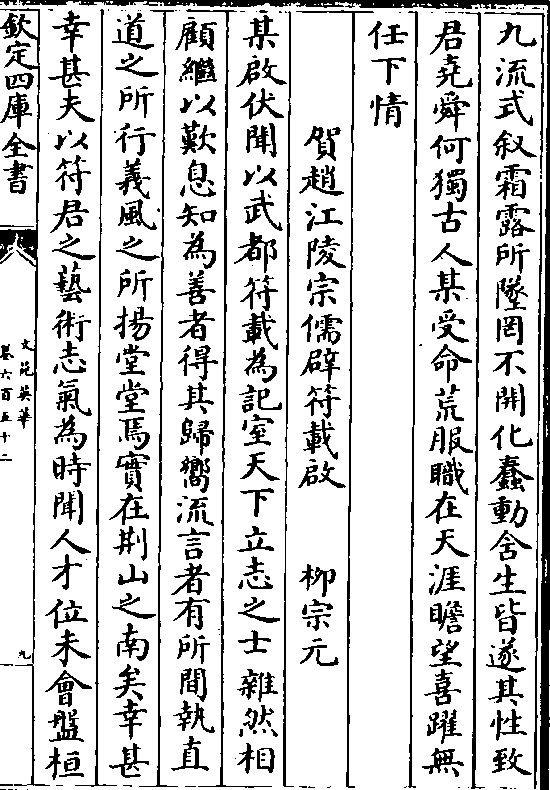 九流式叙霜露所墜罔不開化蠢動含生皆遂其性致
君堯舜何獨古人某受命荒服職在天涯瞻望喜躍無
任下情
賀趙江陵宗儒辟符載啟　柳宗元
某啟伏聞以武都符載為記室天下立志之士雜然相
顧繼以歎息知為善者得其歸嚮流言者有所間執直
道之所行義風之所揚堂堂焉實在荆山之南矣幸甚
幸甚夫以符君之藝術志氣為時聞人才位未會盤桓
欽定四庫全書
文苑英華
卷六百五十二
九